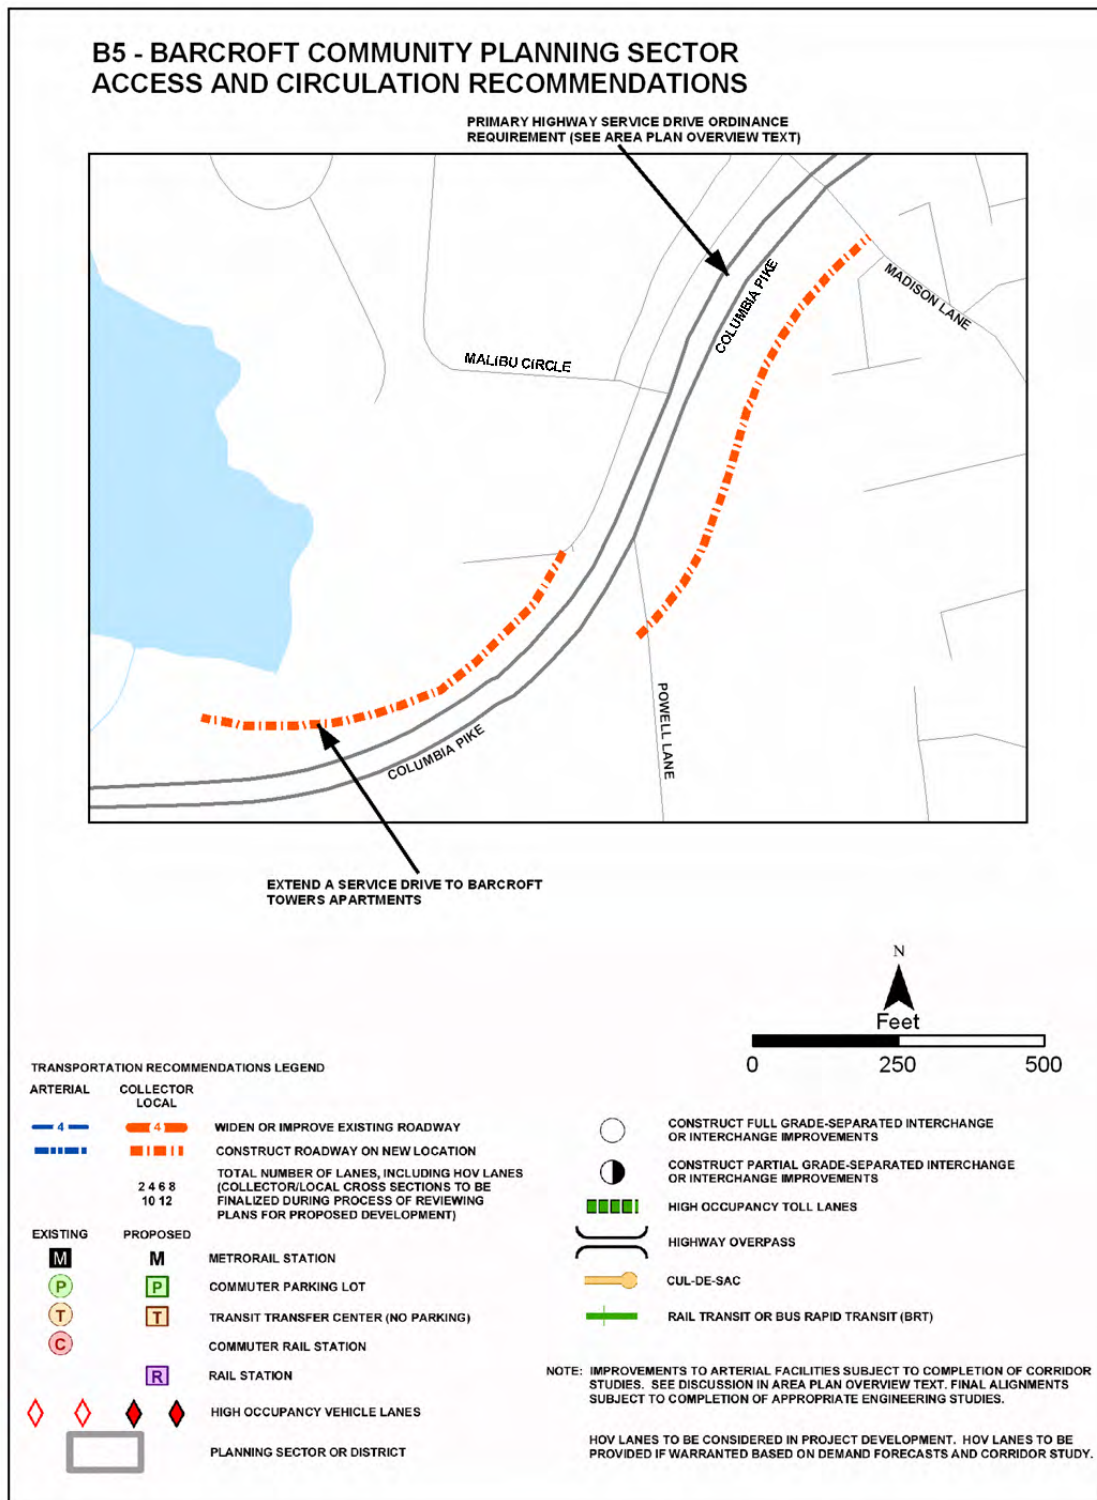 B5 - BARCROFT COMMUNITY PLANNING SECTOR
ACCESS AND CIRCULATION RECOMMENDATIONS
PRIMARY HIGHWAY SERVICE DRIVE ORDINANCE
REQUIREMENT (SEE AREA PLAN OVERVIEW TEXT)
COLUMBIA PIKE
MADISON LANE
MALIBU CIRCLE
POWELL LANE
COLUMBIA PIKE
EXTEND A SERVICE DRIVE TO BARCROFT
TOWERS APARTMENTS
N
Feet
0 250 500
TRANSPORTATION RECOMMENDATIONS LEGEND
ARTERIAL COLLECTOR
LOCAL
4 4 WIDEN OR IMPROVE EXISTING ROADWAY
CONSTRUCT ROADWAY ON NEW LOCATION
TOTAL NUMBER OF LANES, INCLUDING HOV LANES
2 4 6 8 (COLLECTOR/LOCAL CROSS SECTIONS TO BE
10 12 FINALIZED DURING PROCESS OF REVIEWING
PLANS FOR PROPOSED DEVELOPMENT)
EXISTING PROPOSED
M M METRORAIL STATION
P P COMMUTER PARKING LOT
T T TRANSIT TRANSFER CENTER (NO PARKING)
C COMMUTER RAIL STATION
R RAIL STATION
HIGH OCCUPANCY VEHICLE LANES
PLANNING SECTOR OR DISTRICT
CONSTRUCT FULL GRADE-SEPARATED INTERCHANGE
OR INTERCHANGE IMPROVEMENTS
CONSTRUCT PARTIAL GRADE-SEPARATED INTERCHANGE
OR INTERCHANGE IMPROVEMENTS
HIGH OCCUPANCY TOLL LANES
HIGHWAY OVERPASS
CUL-DE-SAC
RAIL TRANSIT OR BUS RAPID TRANSIT (BRT)
NOTE: IMPROVEMENTS TO ARTERIAL FACILITIES SUBJECT TO COMPLETION OF CORRIDOR
STUDIES. SEE DISCUSSION IN AREA PLAN OVERVIEW TEXT. FINAL ALIGNMENTS
SUBJECT TO COMPLETION OF APPROPRIATE ENGINEERING STUDIES.
HOV LANES TO BE CONSIDERED IN PROJECT DEVELOPMENT. HOV LANES TO BE
PROVIDED IF WARRANTED BASED ON DEMAND FORECASTS AND CORRIDOR STUDY.